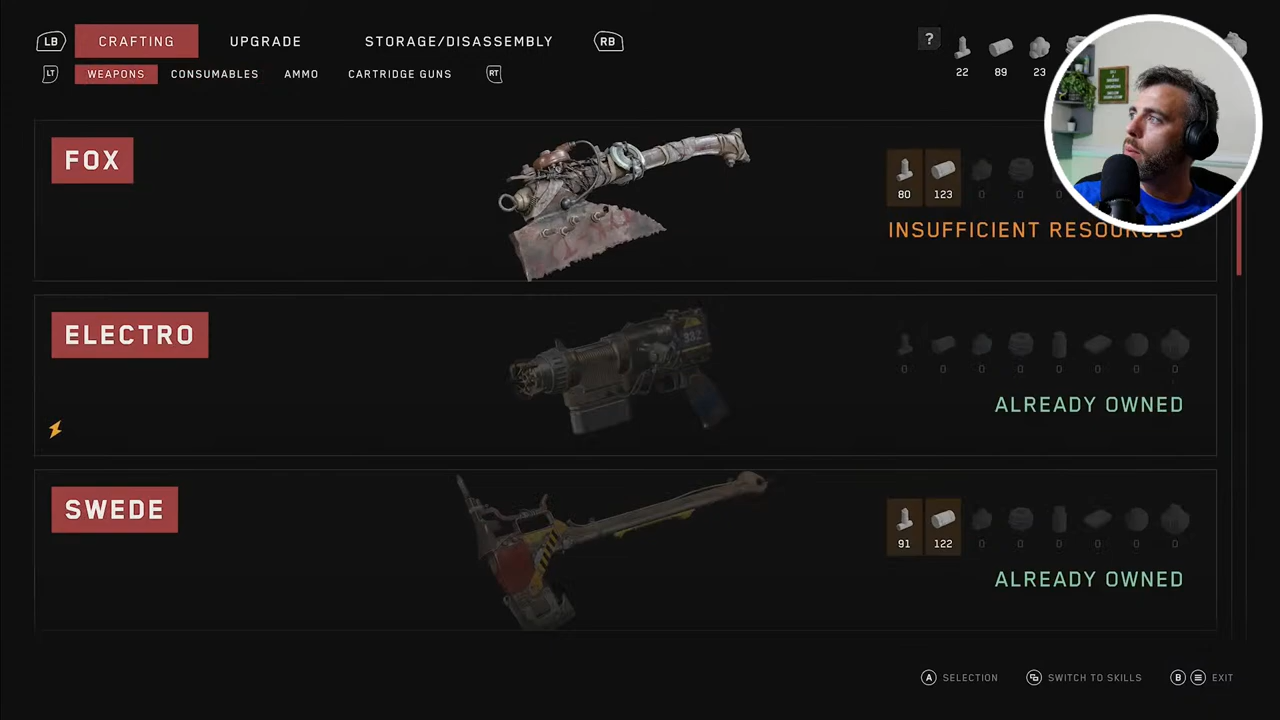 LB CRAFTING UPGRADE STORAGE/DISASSEMBLY RB ?
LT WEAPONS CONSUMABLES AMMO CARTRIDGE GUNS RT
22 89 23
FOX
80 123 0 0
INSUFFICIENT RESOURCES
ELECTRO
0 0 0 0 0 0 0 0
ALREADY OWNED
SWEDE
91 122 0 0 0 0 0 0
ALREADY OWNED
A SELECTION SWITCH TO SKILLS B EXIT